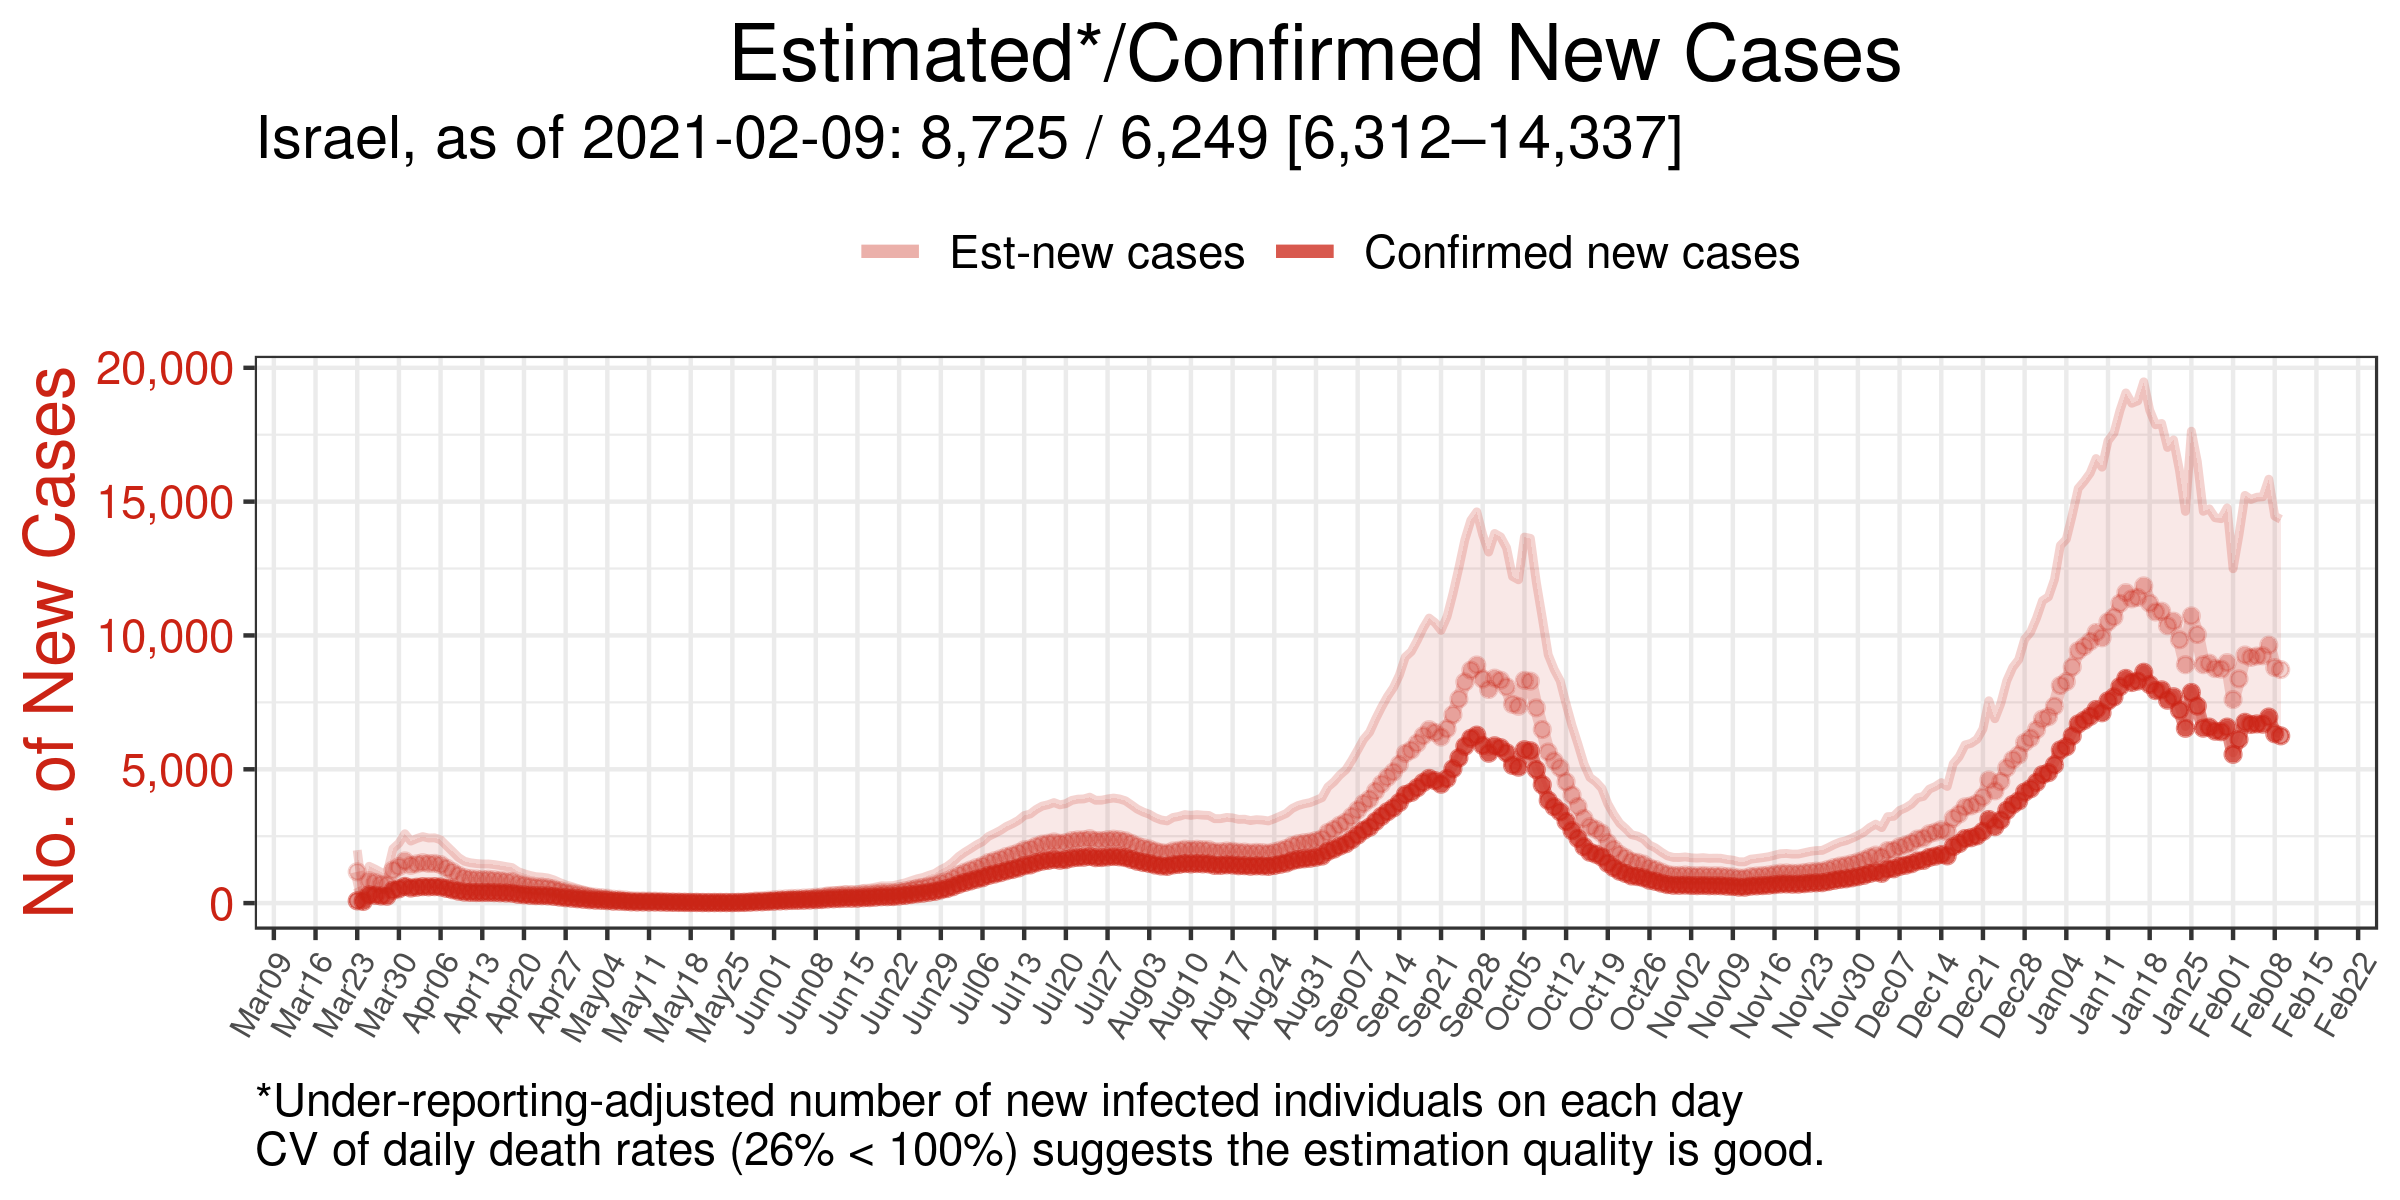 Estimated*/Confirmed New Cases
Israel, as of 2021-02-09: 8,725 / 6,249 [6,312–14,337]
Est-new cases Confirmed new cases
No. of New Cases
20,000
15,000
10,000
5,000
0
Mar09 Mar16 Mar23 Mar30 Apr06 Apr13 Apr20 Apr27 May04 May11 May18 May25 Jun01 Jun08 Jun15 Jun22 Jun29 Jul06 Jul13 Jul20 Jul27 Aug03 Aug10 Aug17 Aug24 Aug31 Sep07 Sep14 Sep21 Sep28 Oct05 Oct12 Oct19 Oct26 Nov02 Nov09 Nov16 Nov23 Nov30 Dec07 Dec14 Dec21 Dec28 Jan04 Jan11 Jan18 Jan25 Feb01 Feb08 Feb15 Feb22
*Under-reporting-adjusted number of new infected individuals on each day
CV of daily death rates (26% < 100%) suggests the estimation quality is good.